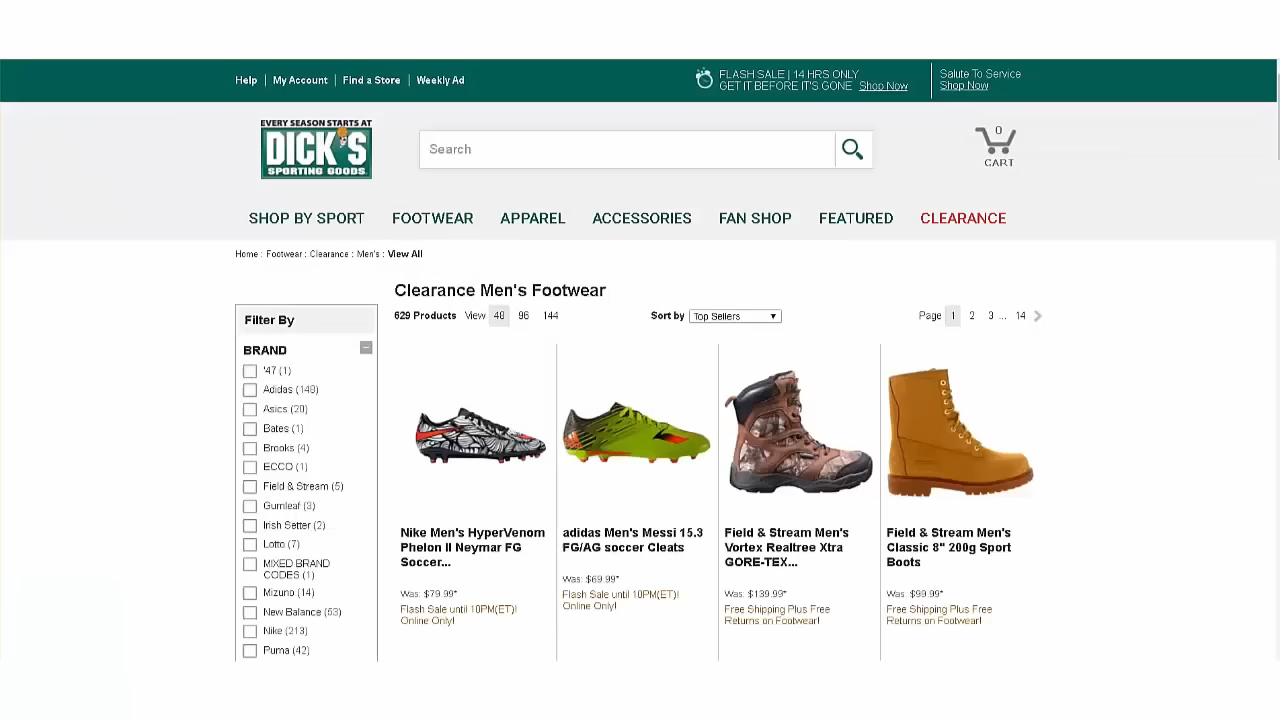 Help
My Account
Find a Store
Weekly Ad
FLASH SALE | 14 HRS ONLY
GET IT BEFORE IT'S GONE Shop Now
Salute To Service
Shop Now
EVERY SEASON STARTS AT
DICK'S
SPORTING GOODS
Search
0
CART
SHOP BY SPORT
FOOTWEAR
APPAREL
ACCESSORIES
FAN SHOP
FEATURED
CLEARANCE
Home : Footwear : Clearance : Men's : View All
Clearance Men's Footwear
629 Products View 48 96 144
Sort by Top Sellers
Page 1 2 3 ... 14
Filter By
BRAND
'47 (1)
Adidas (148)
Asics (20)
Bates (1)
Brooks (4)
ECCO (1)
Field & Stream (5)
Gumleaf (3)
Irish Setter (2)
Lotto (7)
MIXED BRAND
CODES (1)
Mizuno (14)
New Balance (53)
Nike (213)
Puma (42)
Nike Men's HyperVenom
Phelon II Neymar FG
Soccer...
Was: $79.99*
Flash Sale until 10PM(ET)!
Online Only!
adidas Men's Messi 15.3
FG/AG soccer Cleats
Was: $69.99*
Flash Sale until 10PM(ET)!
Online Only!
Field & Stream Men's
Vortex Realtree Xtra
GORE-TEX...
Was: $139.99*
Free Shipping Plus Free
Returns on Footwear!
Field & Stream Men's
Classic 8" 200g Sport
Boots
Was: $99.99*
Free Shipping Plus Free
Returns on Footwear!